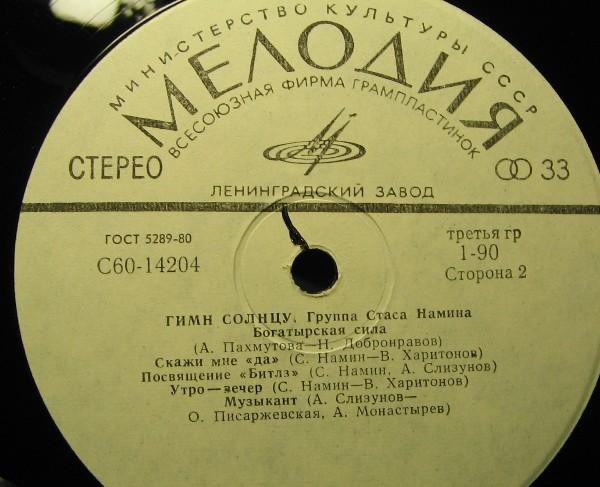 МИНИСТЕРСТВО КУЛЬТУРЫ СССР
МЕЛОДИЯ
ВСЕСОЮЗНАЯ ФИРМА ГРАМПЛАСТИНОК
СТЕРЕО
33
ЛЕНИНГРАДСКИЙ ЗАВОД
ГОСТ 5289-80
третья гр
С60-14204
1-90
Сторона 2
ГИМН СОЛНЦУ. Группа Стаса Намина
Богатырская сила
(А. Пахмутова—Н. Добронравов)
Скажи мне «да» (С. Намин—В. Харитонов)
Посвящение «Битлз» (С. Намин, А. Слизунов)
Утро—вечер (С. Намин—В. Харитонов)
Музыкант (А. Слизунов—
О. Писаржевская, А. Монастырев)